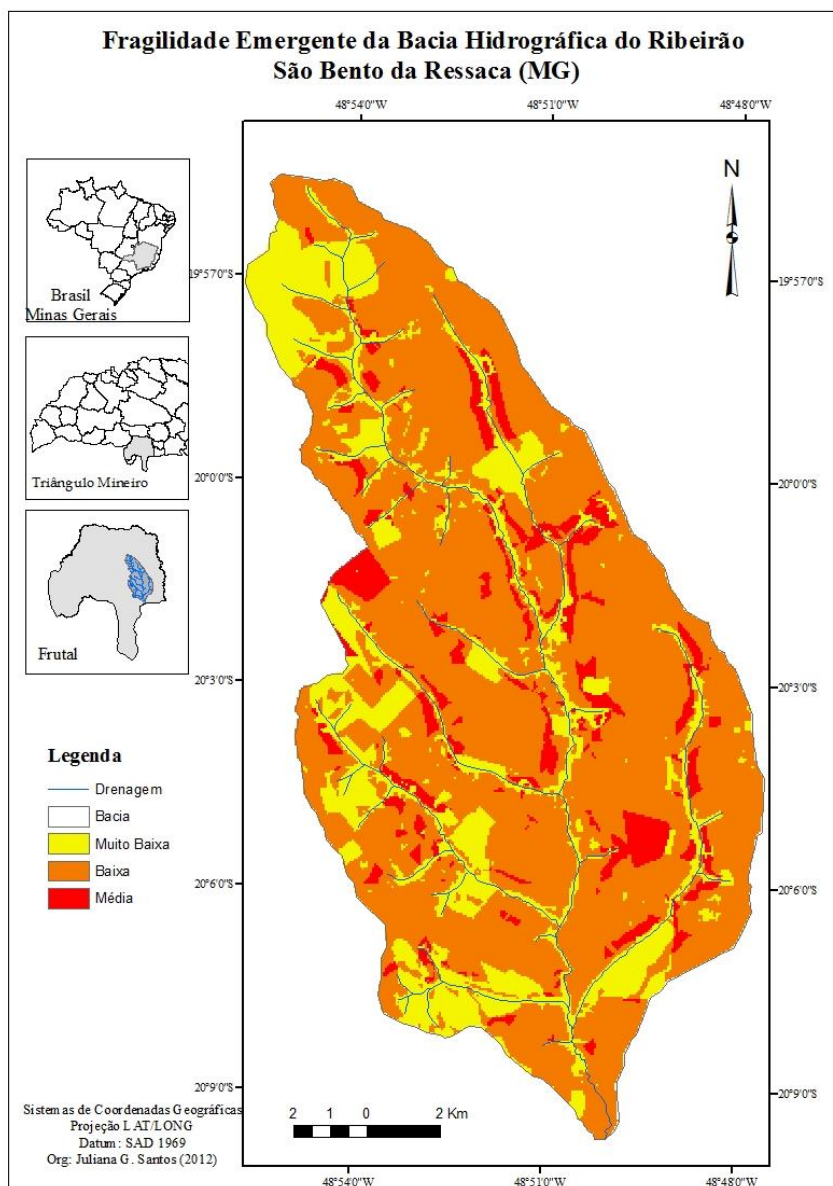 Fragilidade Emergente da Bacia Hidrográfica do Ribeirão
São Bento da Ressaca (MG)
48°54'0"W 48°51'0"W 48°48'0"W
N
Brasil
Minas Gerais
Triângulo Mineiro
Frutal
19°57'0"S 19°57'0"S
20°0'0"S 20°0'0"S
20°3'0"S 20°3'0"S
20°6'0"S 20°6'0"S
20°9'0"S 20°9'0"S
Legenda
Drenagem
Bacia
Muito Baixa
Baixa
Média
Sistemas de Coordenadas Geográficas
Projeção LAT/LONG
Datum: SAD 1969
Org: Juliana G. Santos (2012)
2 1 0 2 Km
48°54'0"W 48°51'0"W 48°48'0"W